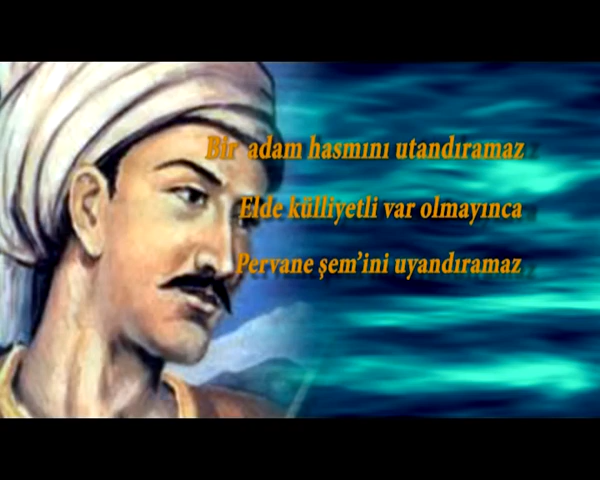 Bir adam hasmını utandıramaz
Elde külliyetli var olmayınca
Pervane şem'ini uyandıramaz